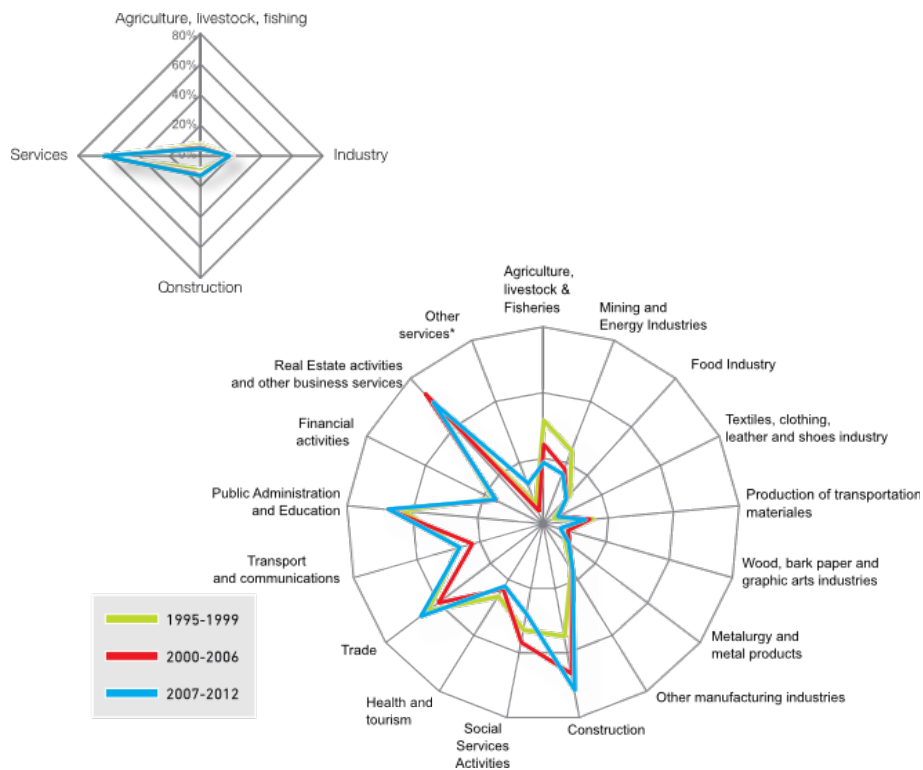 Agriculture, livestock, fishing
80%
60%
40%
20%
0%
Services
Industry
Construction
Agriculture,
livestock &
Fisheries
Mining and
Energy Industries
Food Industry
Textiles, clothing,
leather and shoes industry
Production of transportation
materiales
Wood, bark paper and
graphic arts industries
Metalurgy and
metal products
Other manufacturing industries
Construction
Social
Services
Activities
Health and
tourism
Trade
Transport
and communications
Public Administration
and Education
Financial
activities
Real Estate activities
and other business services
Other
services*
1995-1999
2000-2006
2007-2012